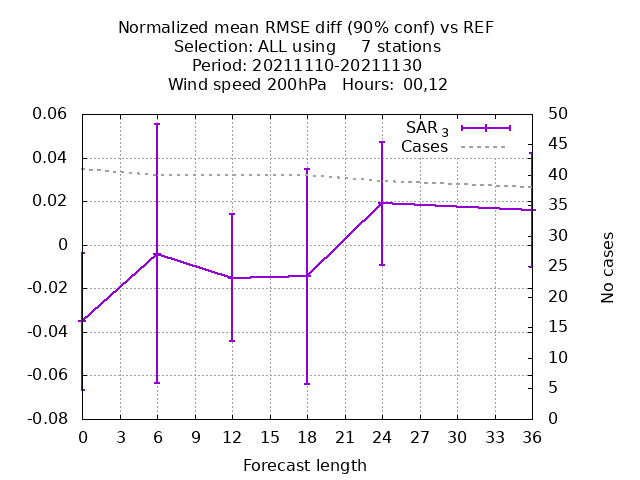 Normalized mean RMSE diff (90% conf) vs REF
Selection: ALL using     7 stations
Period: 20211110-20211130
Wind speed 200hPa   Hours:  00,12
SAR 3
Cases
0.06
0.04
0.02
0
-0.02
-0.04
-0.06
-0.08
50
45
40
35
30
25
20
15
10
5
0
No cases
0 3 6 9 12 15 18 21 24 27 30 33 36
Forecast length